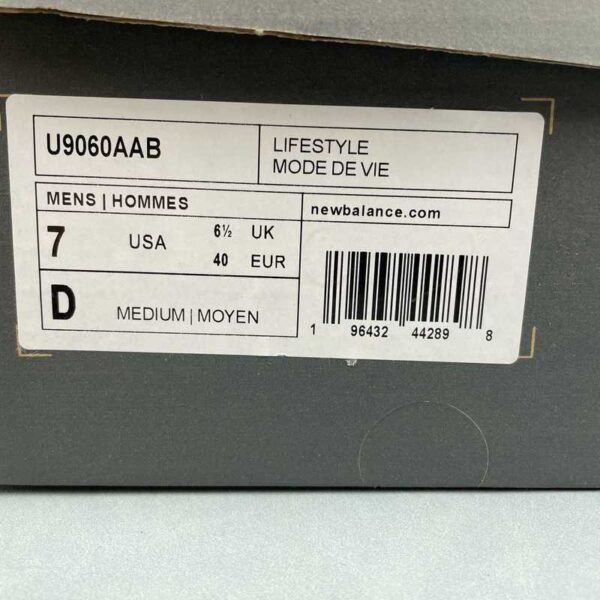 U9060AAB
LIFESTYLE
MODE DE VIE
MENS | HOMMES
newbalance.com
7 USA 6½ UK
40 EUR
D MEDIUM | MOYEN
1 96432 44289 8